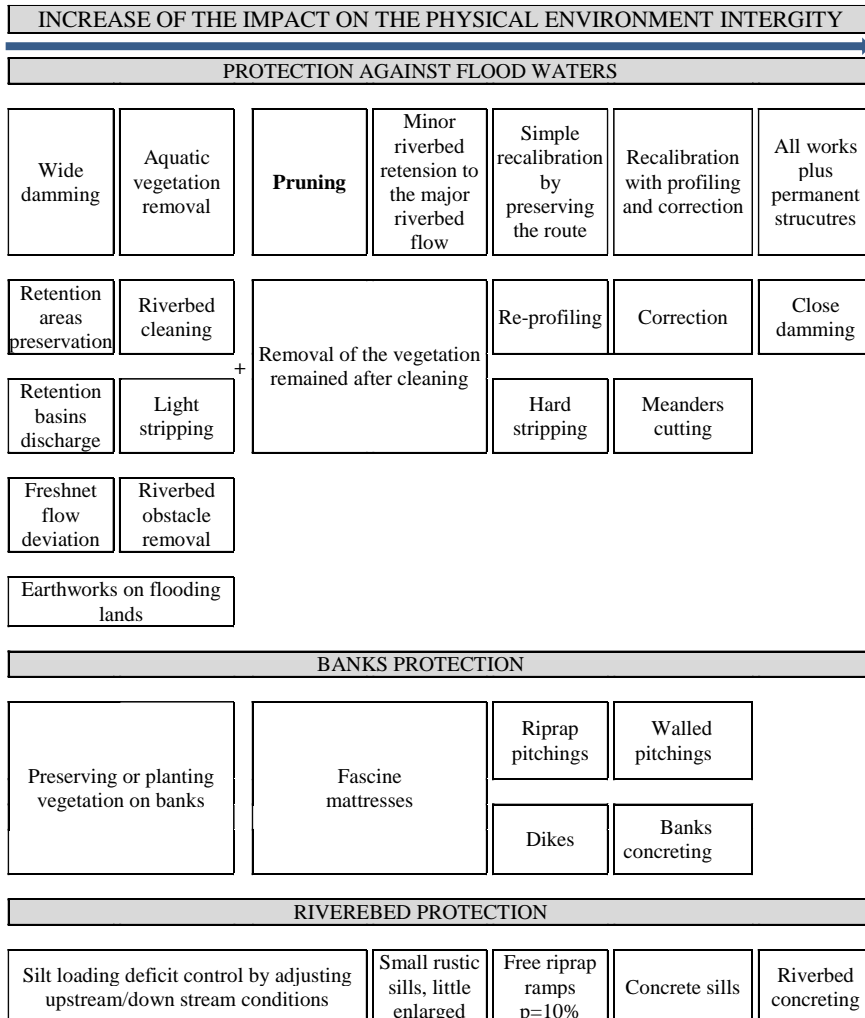 INCREASE OF THE IMPACT ON THE PHYSICAL ENVIRONMENT INTERGITY
PROTECTION AGAINST FLOOD WATERS
Wide
damming
Aquatic
vegetation
removal
Pruning
Minor
riverbed
retension to
the major
riverbed
flow
Simple
recalibration
by
preserving
the route
Recalibration
with profiling
and correction
All works
plus
permanent
strucutres
Retention
areas
preservation
Riverbed
cleaning
+
Removal of the vegetation
remained after cleaning
Re-profiling
Correction
Close
damming
Retention
basins
discharge
Light
stripping
Hard
stripping
Meanders
cutting
Freshnet
flow
deviation
Riverbed
obstacle
removal
Earthworks on flooding
lands
BANKS PROTECTION
Preserving or planting
vegetation on banks
Fascine
mattresses
Riprap
pitchings
Walled
pitchings
Dikes
Banks
concreting
RIVEREBED PROTECTION
Silt loading deficit control by adjusting
upstream/down stream conditions
Small rustic
sills, little
enlarged
Free riprap
ramps
p=10%
Concrete sills
Riverbed
concreting